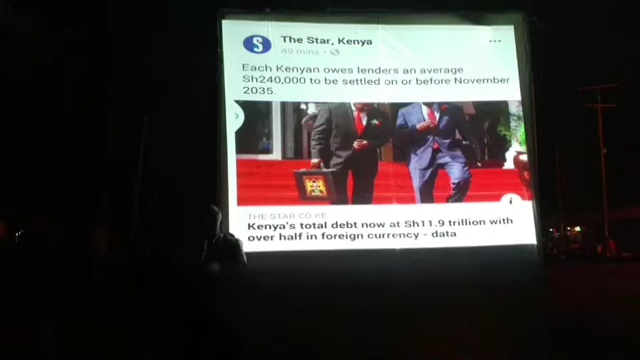 The Star, Kenya
49 mins
Each Kenyan owes lenders an average
Sh240,000 to be settled on or before November
2035.
THE-STAR.CO.KE
Kenya's total debt now at Sh11.9 trillion with
over half in foreign currency - data